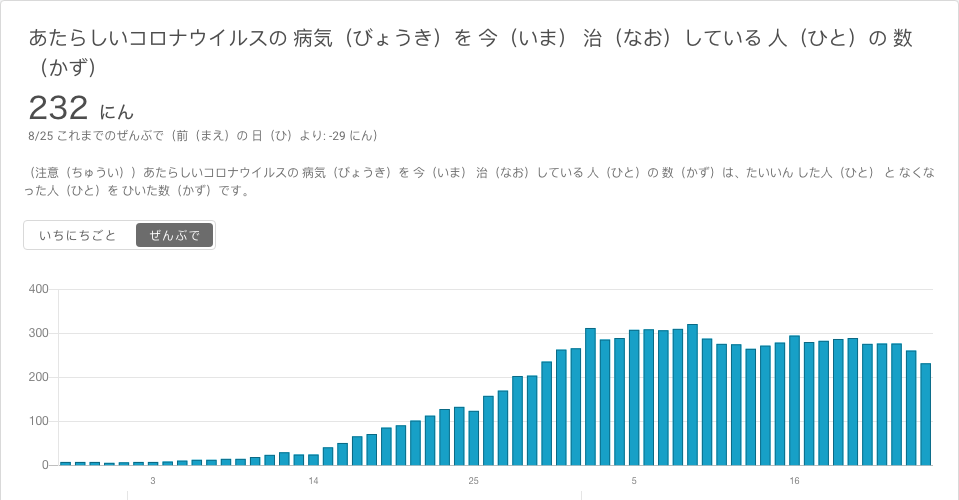 あたらしいコロナウイルスの 病気（びょうき）を 今（いま） 治（なお）している 人（ひと）の 数
（かず）
232 にん
8/25 これまでのぜんぶで（前（まえ）の 日（ひ）より: -29 にん）
（注意（ちゅうい））あたらしいコロナウイルスの 病気（びょうき）を 今（いま） 治（なお）している 人（ひと）の 数（かず）は、たいいん した人（ひと） と なくな
った人（ひと）を ひいた数（かず）です。
いちにちごと ぜんぶで
400
300
200
100
0
3 14 25 5 16